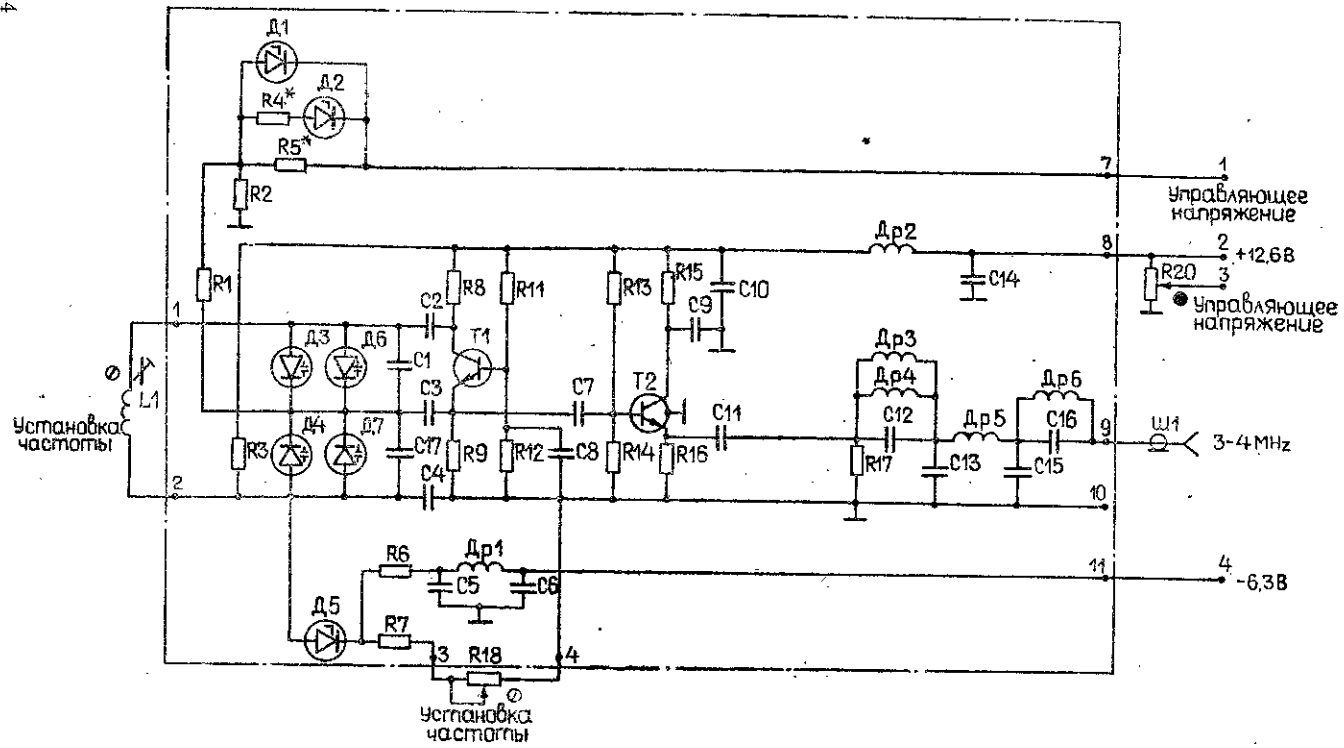 4
Д1
Д2
R4*
R5*
R2
7
1
Управляющее
напряжение
Др2
8
2
+12,6В
R1
R8
R11
R13
R15
C10
C14
R20
3
Управляющее
напряжение
C9
C2
1
Д3
Д6
C1
T1
Др3
Др4
L1
Установка
частоты
C3
C7
T2
C11
C12
Др5
Др6
C16
9
Ш1
3-4MHz
Д4
Д7
R3
C17
C4
R9
R12
C8
R14
R16
R17
C13
C15
2
10
R6
Др1
C5
C6
11
4
-6,3В
Д5
R7
3
R18
4
Установка
частоты